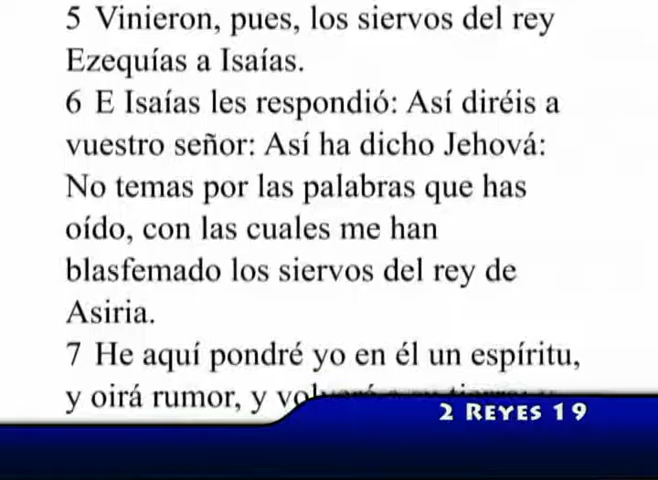 5 Vinieron, pues, los siervos del rey
Ezequías a Isaías.
6 E Isaías les respondió: Así diréis a
vuestro señor: Así ha dicho Jehová:
No temas por las palabras que has
oído, con las cuales me han
blasfemado los siervos del rey de
Asiria.
7 He aquí pondré yo en él un espíritu,
y oirá rumor, y
2 REYES 19